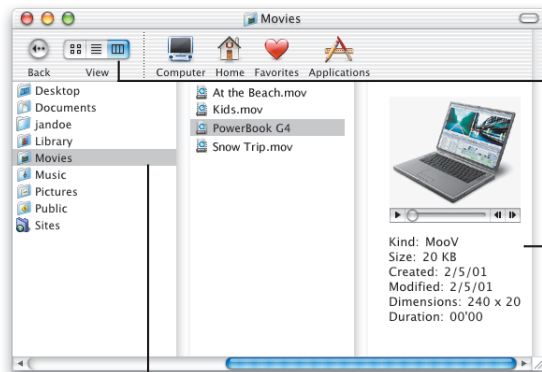 Movies
Back View Computer Home Favorites Applications
Desktop
Documents
jandoe
Library
Movies
Music
Pictures
Public
Sites
At the Beach.mov
Kids.mov
PowerBook G4
Snow Trip.mov
Kind: MooV
Size: 20 KB
Created: 2/5/01
Modified: 2/5/01
Dimensions: 240 x 20
Duration: 00'00